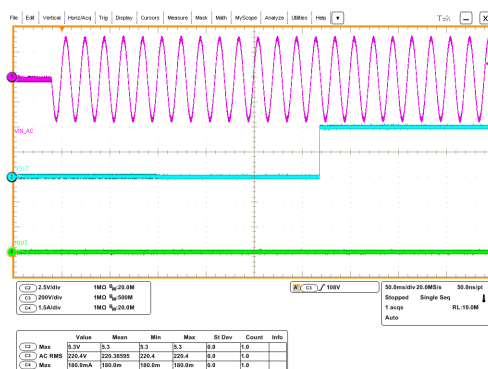 File Edit Vertical Horiz/Acq Trig Display Cursors Measure Mask Math MyScope Analyze Utilities Help Tek
VIN_AC
VOUT
IOUT
C2 2.5V/div 1MΩ BW:20.0M
C3 200V/div 1MΩ BW:500M
C4 1.5A/div 1MΩ BW:20.0M
A' C3 108V
50.0ms/div 20.0MS/s 50.0ns/pt
Stopped Single Seq
1 acqs RL:10.0M
Auto
Value Mean Min Max St Dev Count Info
C2 Max 5.3V 5.3 5.3 5.3 0.0 1.0
C3 AC RMS 220.4V 220.36595 220.4 220.4 0.0 1.0
C4 Max 180.0mA 180.0m 180.0m 180.0m 0.0 1.0